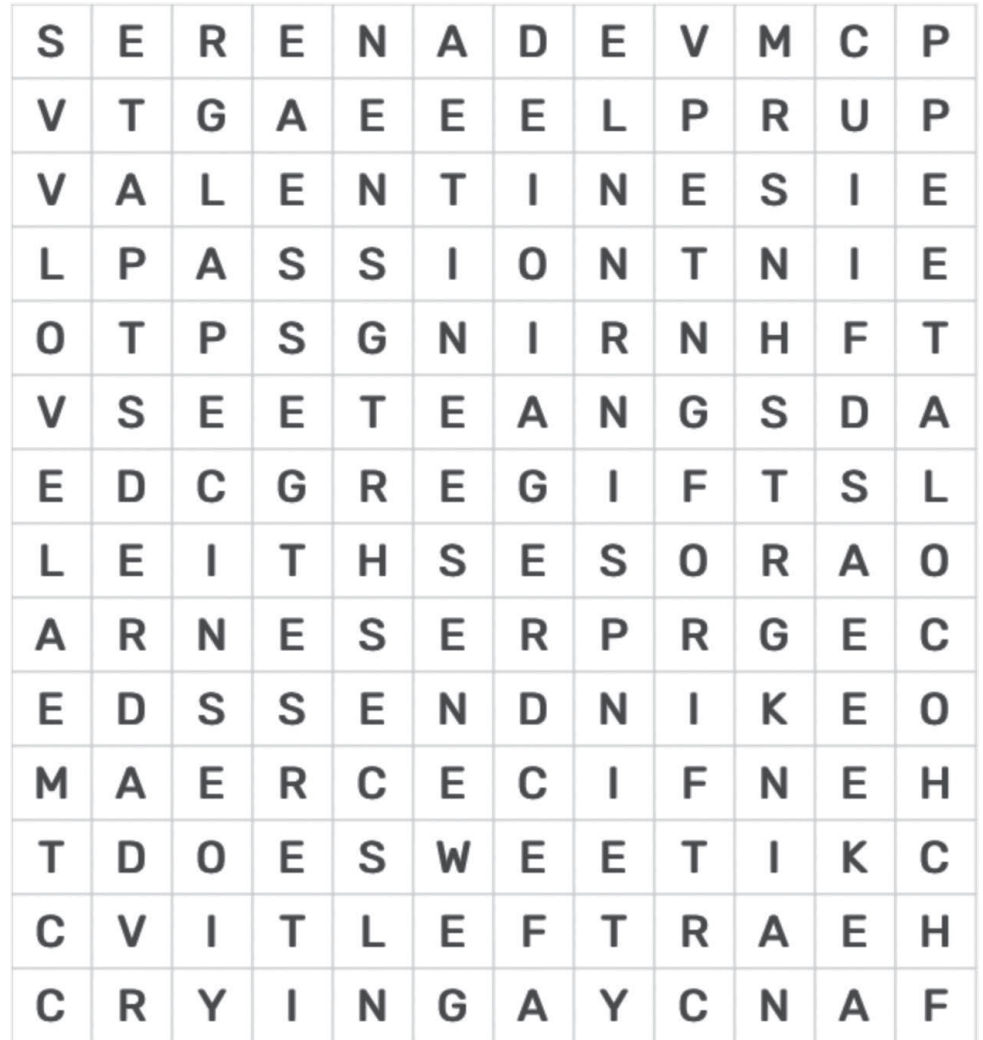 S E R E N A D E V M C P
V T G A E E E L P R U P
V A L E N T I N E S I E
L P A S S I O N T N I E
O T P S G N I R N H F T
V S E E T E A N G S D A
E D C G R E G I F T S L
L E I T H S E S O R A O
A R N E S E R P R G E C
E D S S E N D N I K E O
M A E R C E C I F N E H
T D O E S W E E T I K C
C V I T L E F T R A E H
C R Y I N G A Y C N A F